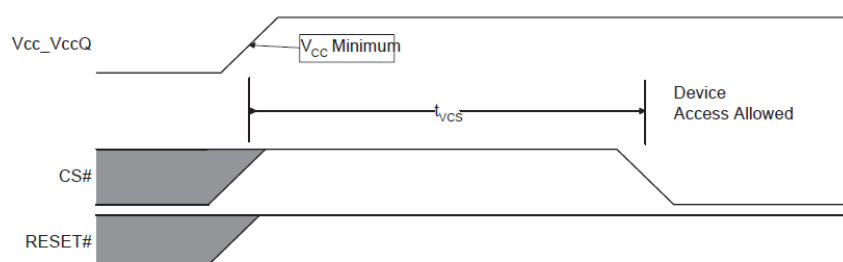 Vcc_VccQ
VCC Minimum
tVCS
Device
Access Allowed
CS#
RESET#